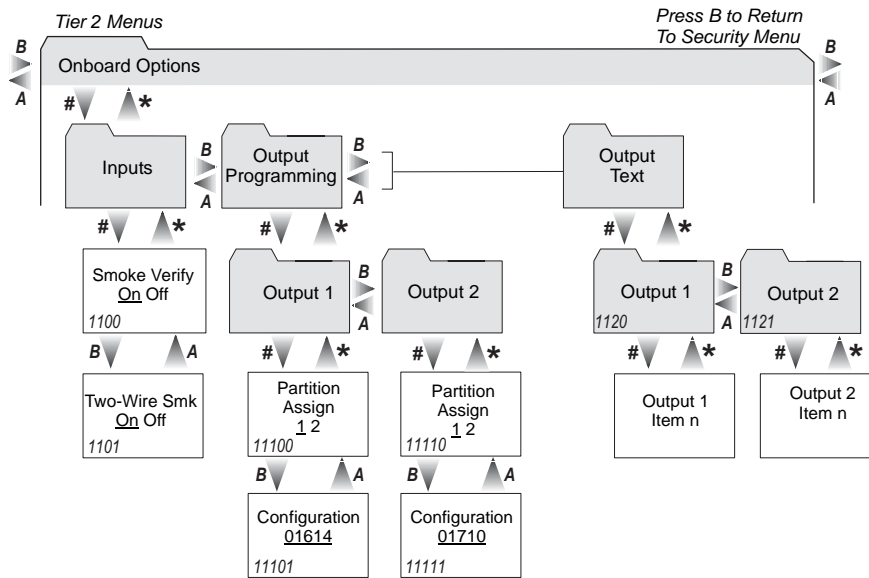 Tier 2 Menus
Press B to Return
To Security Menu
B
A
Onboard Options
B
A
#
*
Inputs
B
A
Output
Programming
B
A
Output
Text
#
*
#
*
#
*
Smoke Verify
On Off
1100
B
A
Two-Wire Smk
On Off
1101
Output 1
B
A
Output 2
#
*
#
*
Partition
Assign
1 2
11100
Partition
Assign
1 2
11110
B
A
B
A
Configuration
01614
11101
Configuration
01710
11111
Output 1
1120
B
A
Output 2
1121
#
*
#
*
Output 1
Item n
Output 2
Item n